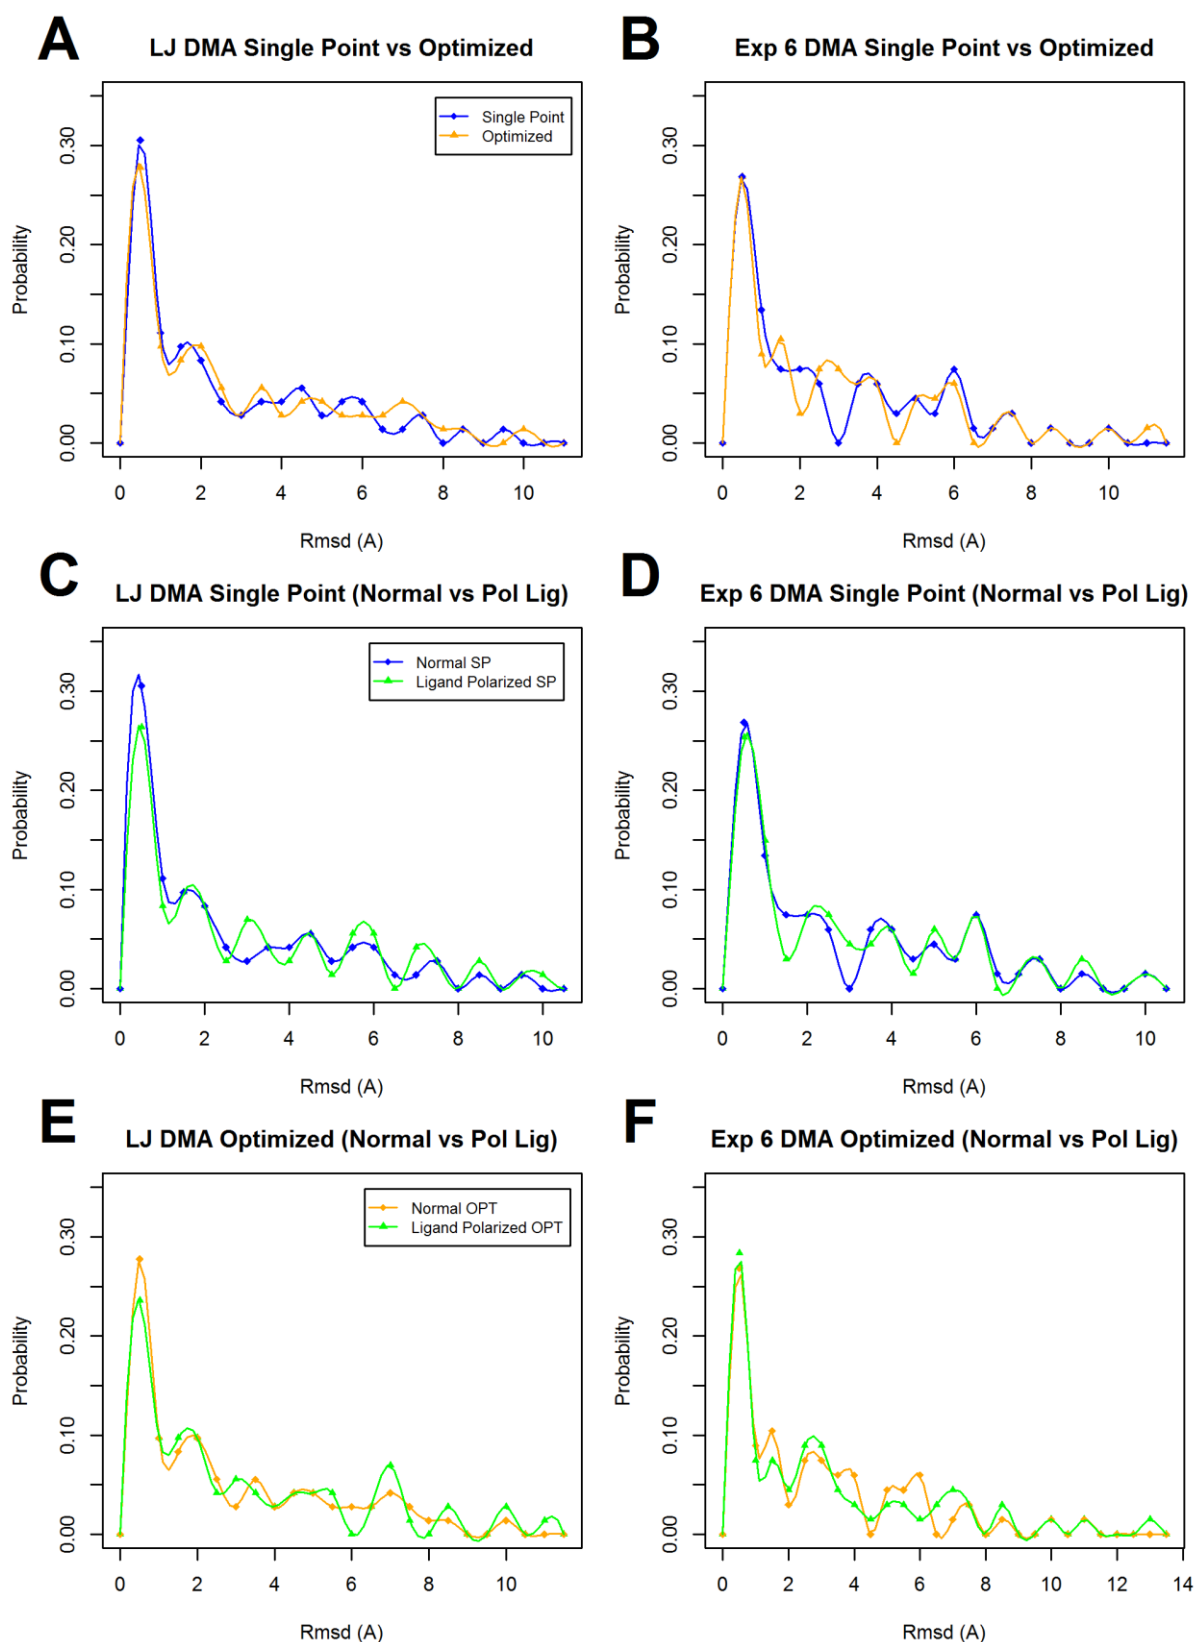 A LJ DMA Single Point vs Optimized
Probability
0.00 0.10 0.20 0.30
Single Point
Optimized
0 2 4 6 8 10
Rmsd (A)
B Exp 6 DMA Single Point vs Optimized
Probability
0.00 0.10 0.20 0.30
0 2 4 6 8 10
Rmsd (A)
C LJ DMA Single Point (Normal vs Pol Lig)
Probability
0.00 0.10 0.20 0.30
Normal SP
Ligand Polarized SP
0 2 4 6 8 10
Rmsd (A)
D Exp 6 DMA Single Point (Normal vs Pol Lig)
Probability
0.00 0.10 0.20 0.30
0 2 4 6 8 10
Rmsd (A)
E LJ DMA Optimized (Normal vs Pol Lig)
Probability
0.00 0.10 0.20 0.30
Normal OPT
Ligand Polarized OPT
0 2 4 6 8 10
Rmsd (A)
F Exp 6 DMA Optimized (Normal vs Pol Lig)
Probability
0.00 0.10 0.20 0.30
0 2 4 6 8 10 12 14
Rmsd (A)